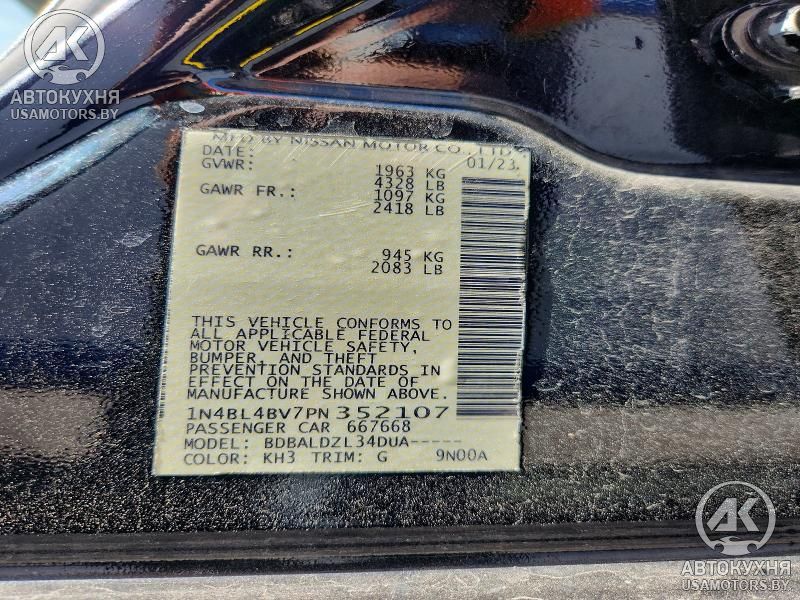 AK
АВТОКУХНЯ
USAMOTORS.BY
MFD BY NISSAN MOTOR CO., LTD.
DATE: 01/23.
GVWR: 1963 KG
4328 LB
GAWR FR.: 1097 KG
2418 LB
GAWR RR.: 945 KG
2083 LB
THIS VEHICLE CONFORMS TO
ALL APPLICABLE FEDERAL
MOTOR VEHICLE SAFETY,
BUMPER, AND THEFT
PREVENTION STANDARDS IN
EFFECT ON THE DATE OF
MANUFACTURE SHOWN ABOVE.
1N4BL4BV7PN352107
PASSENGER CAR 667668
MODEL: BDBALDZL34DUA-----
COLOR: KH3 TRIM: G 9N00A
AK
АВТОКУХНЯ
USAMOTORS.BY